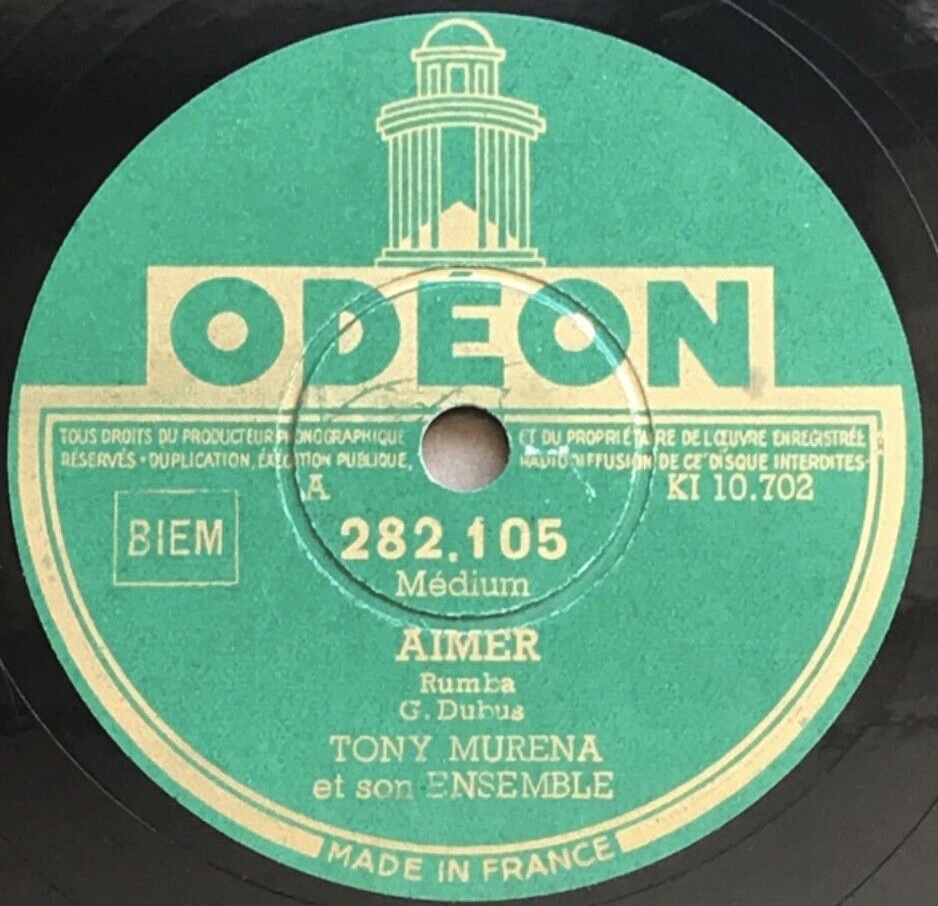 ODÉON
TOUS DROITS DU PRODUCTEUR PHONOGRAPHIQUE ET DU PROPRIÉTAIRE DE L'ŒUVRE ENREGISTRÉE
RÉSERVÉS • DUPLICATION, EXÉCUTION PUBLIQUE, RADIODIFFUSION DE CE DISQUE INTERDITES
A KI 10.702
BIEM
282.105
Médium
AIMER
Rumba
G. Dubus
TONY MURENA
et son ENSEMBLE
MADE IN FRANCE